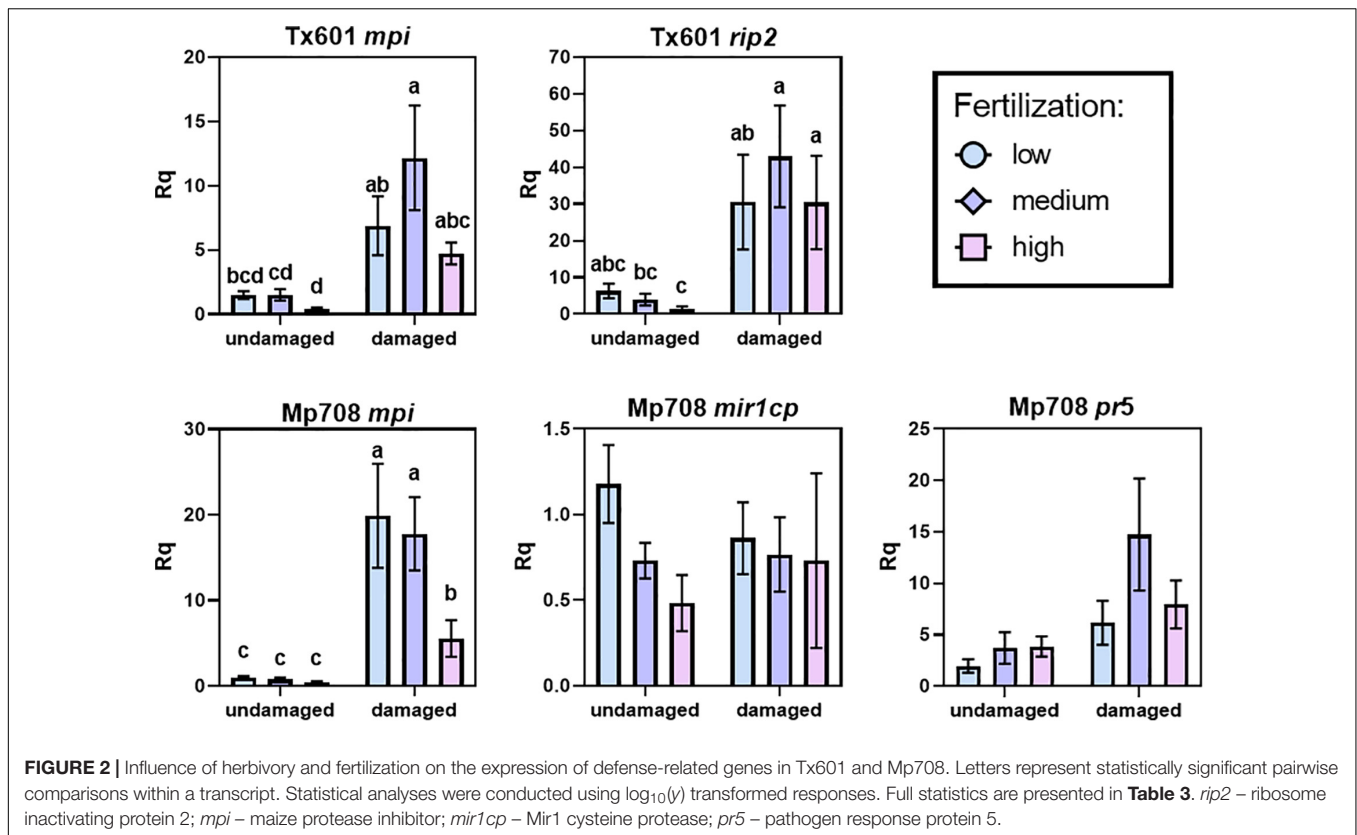 Tx601 mpi
Rq
20
15
10
5
0
bcd cd d ab a abc
undamaged damaged
Tx601 rip2
Rq
70
60
50
40
30
20
10
0
abc bc c ab a a
undamaged damaged
Fertilization:
low
medium
high
Mp708 mpi
Rq
30
20
10
0
c c c a a b
undamaged damaged
Mp708 mir1cp
Rq
1.5
1.0
0.5
0.0
undamaged damaged
Mp708 pr5
Rq
25
20
15
10
5
0
undamaged damaged
FIGURE 2 | Influence of herbivory and fertilization on the expression of defense-related genes in Tx601 and Mp708. Letters represent statistically significant pairwise
comparisons within a transcript. Statistical analyses were conducted using log10(y) transformed responses. Full statistics are presented in Table 3. rip2 – ribosome
inactivating protein 2; mpi – maize protease inhibitor; mir1cp – Mir1 cysteine protease; pr5 – pathogen response protein 5.